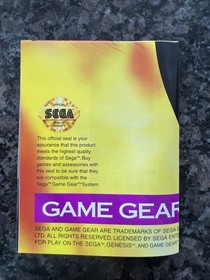 SEGA
This official seal is your
assurance that this product
meets the highest quality
standards of Sega™. Buy
games and accessories with
this seal to be sure that they
are compatible with the
Sega™ Game Gear™ System.
GAME GEAR
SEGA AND GAME GEAR ARE TRADEMARKS OF SEGA
LTD. ALL RIGHTS RESERVED. LICENSED BY SEGA ENT
FOR PLAY ON THE SEGA™, GENESIS™, AND GAME GEAR